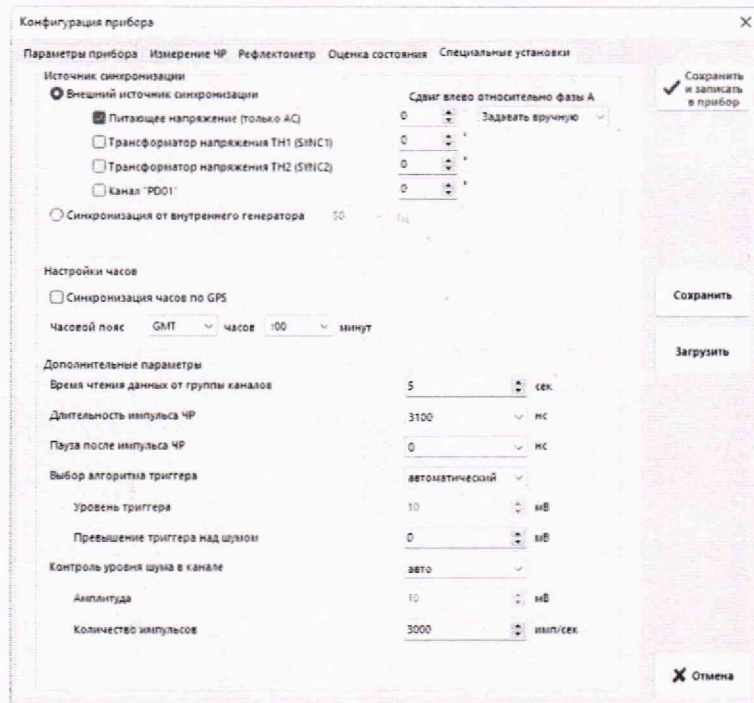 Конфигурация прибора
Параметры прибора Измерение ЧР Рефлектометр Оценка состояния Специальные установки
Источник синхронизации
Внешний источник синхронизации
Сдвиг влево относительно фазы А
Питающее напряжение (только AC) 0 Задавать вручную
Трансформатор напряжения ТН1 (SYNC1) 0 °
Трансформатор напряжения ТН2 (SYNC2) 0 °
Канал "PD01" 0 °
Синхронизация от внутреннего генератора 50
Настройки часов
Синхронизация часов по GPS
Часовой пояс GMT часов :00 минут
Дополнительные параметры
Время чтения данных от группы каналов 5 сек
Длительность импульса ЧР 3100 нс
Пауза после импульса ЧР 0 нс
Выбор алгоритма триггера автоматический
Уровень триггера 10 мВ
Превышение триггера над шумом 0 мВ
Контроль уровня шума в канале авто
Амплитуда 10 мВ
Количество импульсов 3000 имп/сек
Сохранить
и записать
в прибор
Сохранить
Загрузить
Отмена